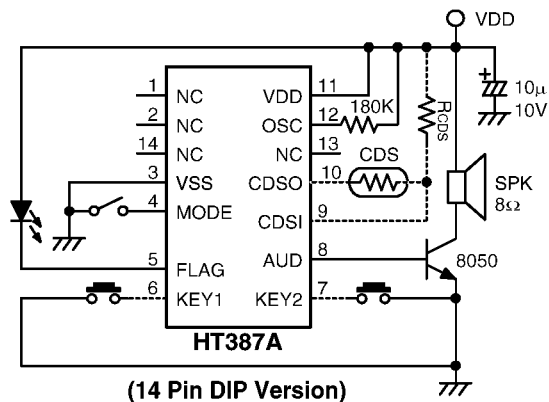 VDD
1 NC
2 NC
14 NC
3 VSS
4 MODE
5 FLAG
6 KEY1
VDD 11
OSC 12
180K
NC 13
CDSO 10
CDS
RCDS
CDSI 9
AUD 8
KEY2 7
+
10µ
10V
SPK
8Ω
8050
HT387A
(14 Pin DIP Version)